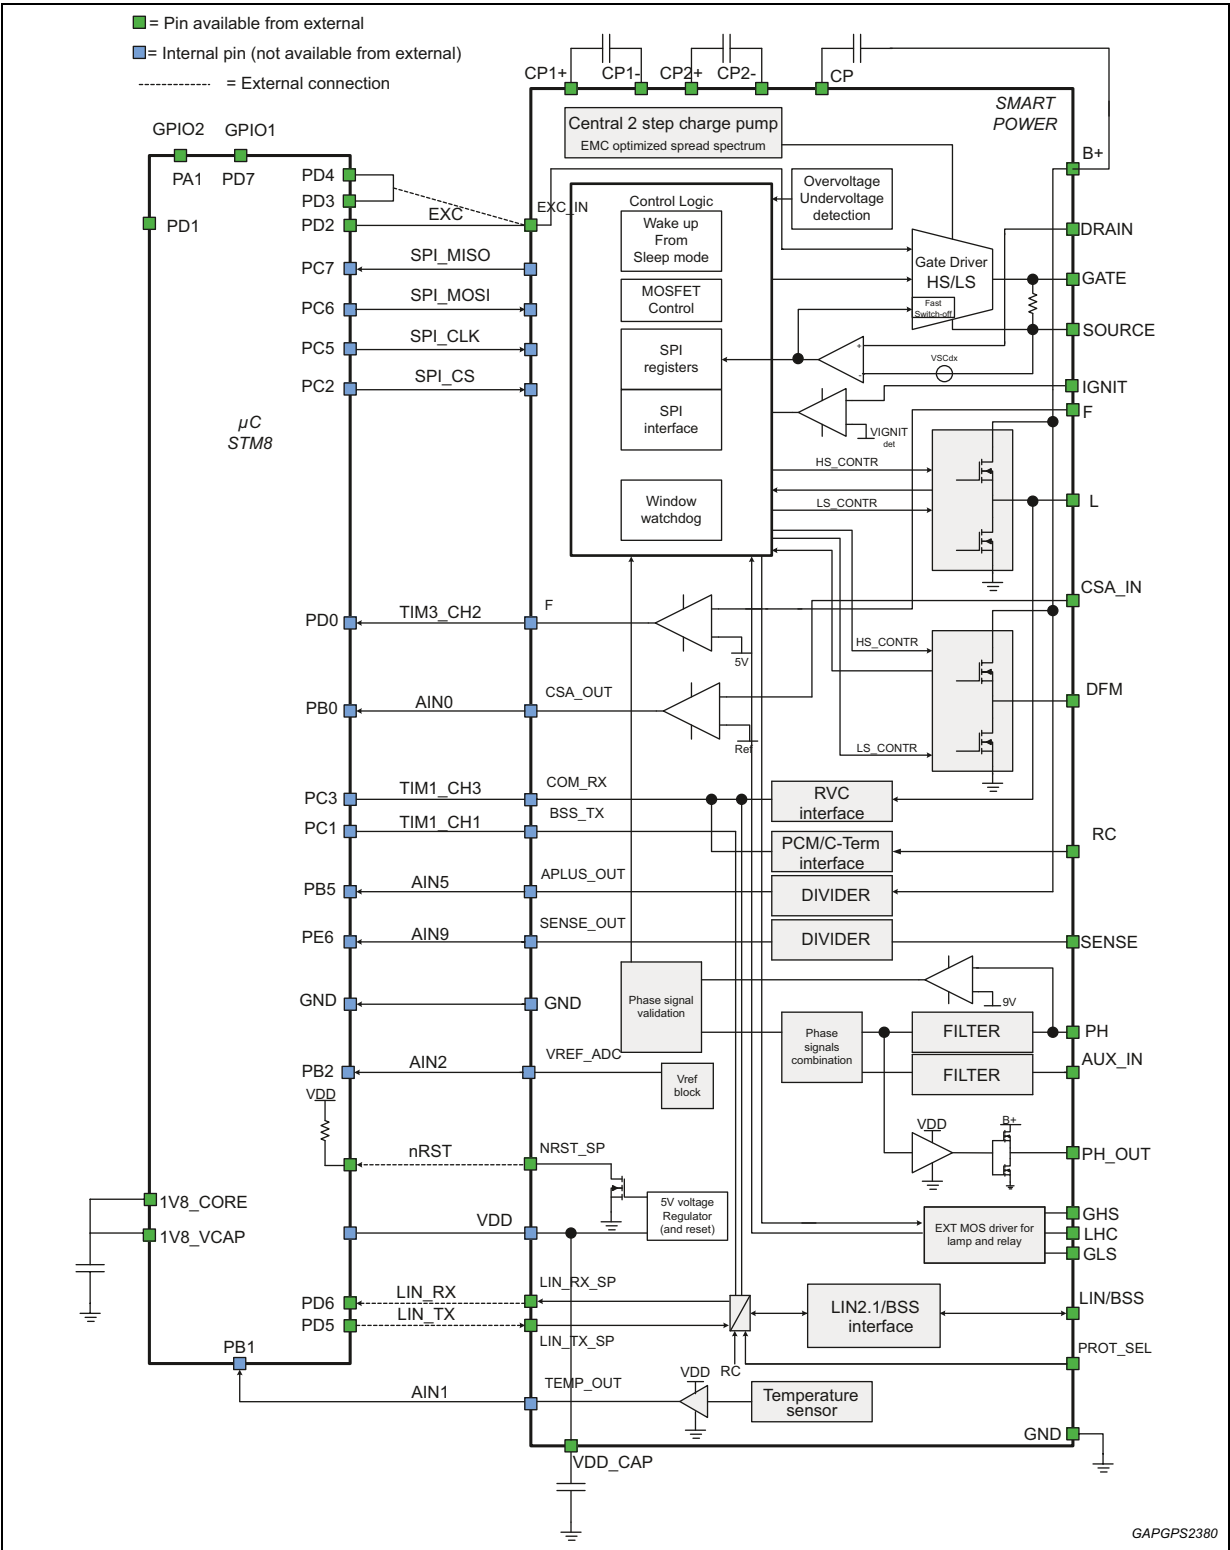 = Pin available from external
= Internal pin (not available from external)
= External connection
CP1+
CP1-
CP2+
CP2-
CP
SMART
POWER
GPIO2
GPIO1
PA1
PD7
PD4
PD3
PD1
PD2
EXC
EXC_IN
PC7
SPI_MISO
PC6
SPI_MOSI
PC5
SPI_CLK
PC2
SPI_CS
µC
STM8
Central 2 step charge pump
EMC optimized spread spectrum
Control Logic
Wake up
From
Sleep mode
MOSFET
Control
SPI
registers
SPI
interface
Window
watchdog
Overvoltage
Undervoltage
detection
Gate Driver
HS/LS
Fast
Switch-off
+
-
VSCdx
VIGNIT
det
HS_CONTR
LS_CONTR
B+
DRAIN
GATE
SOURCE
IGNIT
F
L
CSA_IN
PD0
TIM3_CH2
F
5V
HS_CONTR
LS_CONTR
DFM
PB0
AIN0
CSA_OUT
Ref
PC3
TIM1_CH3
COM_RX
RVC
interface
PC1
TIM1_CH1
BSS_TX
PCM/C-Term
interface
RC
PB5
AIN5
APLUS_OUT
DIVIDER
PE6
AIN9
SENSE_OUT
DIVIDER
SENSE
GND
GND
Phase signal
validation
9V
Phase
signals
combination
FILTER
PH
FILTER
AUX_IN
PB2
AIN2
VREF_ADC
Vref
block
VDD
VDD
B+
PH_OUT
nRST
NRST_SP
5V voltage
Regulator
(and reset)
1V8_CORE
1V8_VCAP
VDD
EXT MOS driver for
lamp and relay
GHS
LHC
GLS
PD6
LIN_RX
LIN_RX_SP
PD5
LIN_TX
LIN_TX_SP
LIN2.1/BSS
interface
LIN/BSS
RC
PROT_SEL
PB1
AIN1
TEMP_OUT
VDD
Temperature
sensor
GND
VDD_CAP
GAPGPS2380